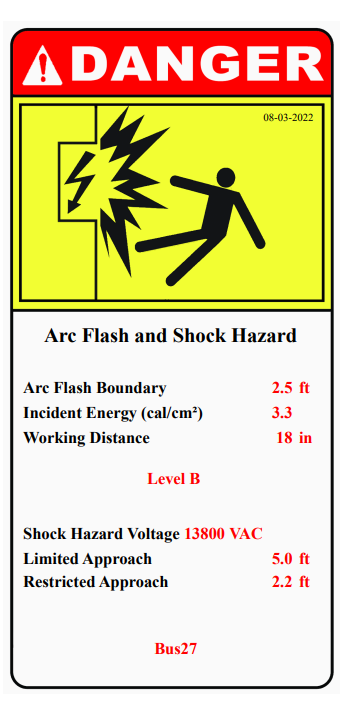 DANGER
08-03-2022
Arc Flash and Shock Hazard
Arc Flash Boundary 2.5 ft
Incident Energy (cal/cm²) 3.3
Working Distance 18 in
Level B
Shock Hazard Voltage 13800 VAC
Limited Approach 5.0 ft
Restricted Approach 2.2 ft
Bus27